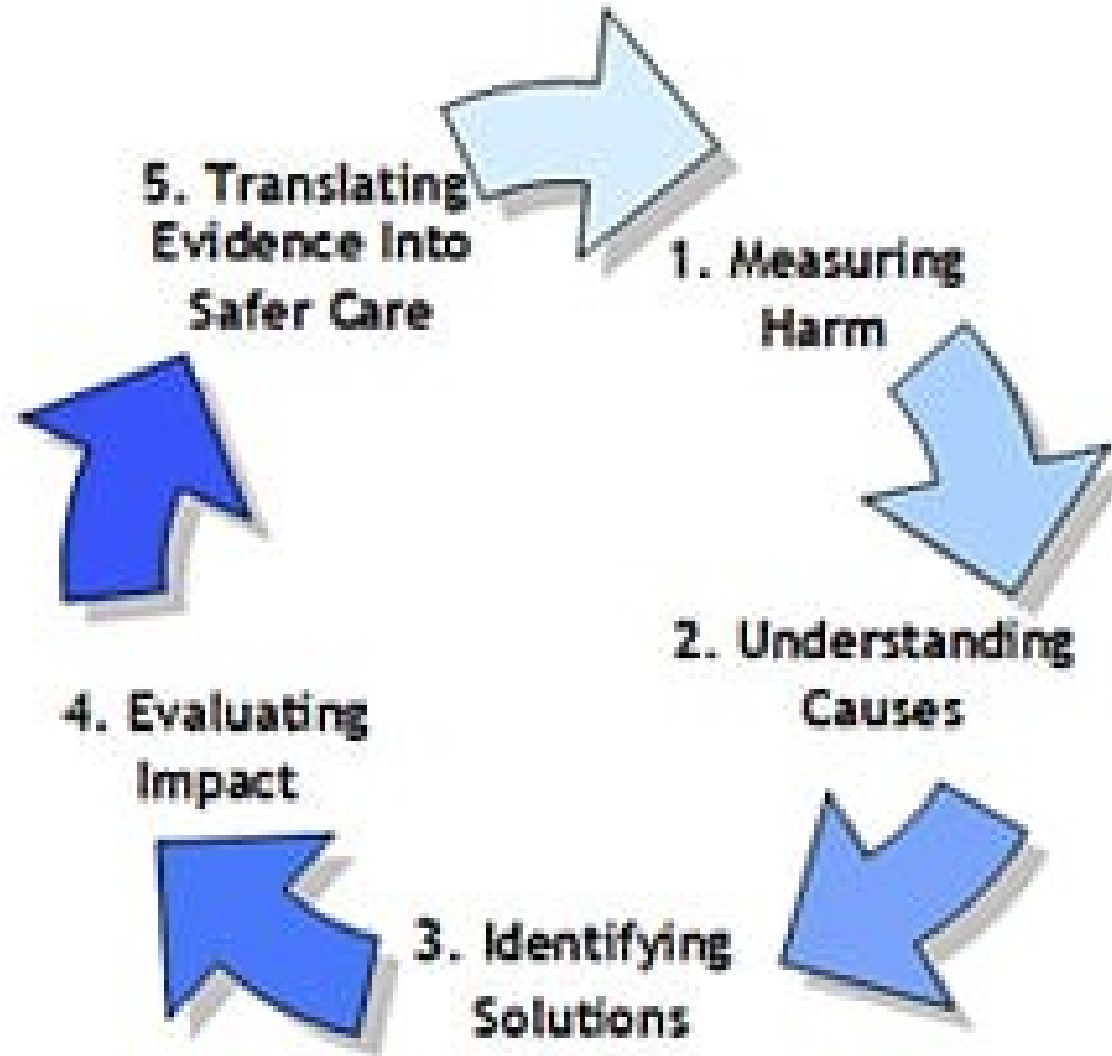 5. Translating
Evidence Into
Safer Care
1. Measuring
Harm
2. Understanding
Causes
3. Identifying
Solutions
4. Evaluating
Impact